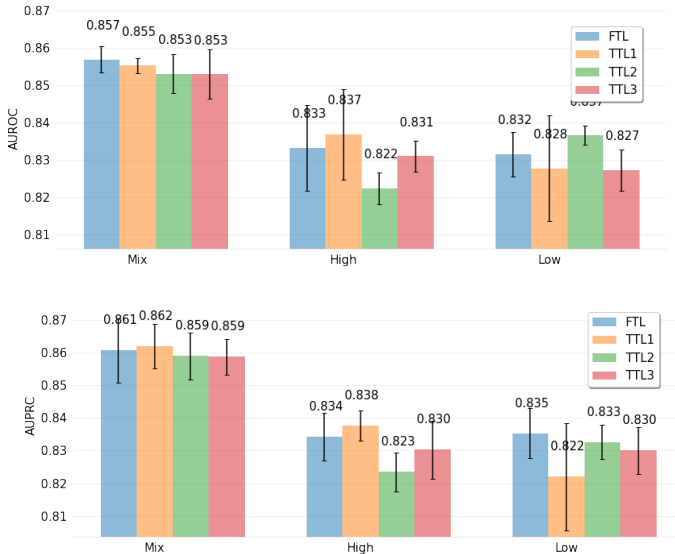 0.87
0.86
0.85
0.84
0.83
0.82
0.81
AUROC
0.857
0.855
0.853
0.853
0.833
0.837
0.822
0.831
0.832
0.828
0.837
0.827
FTL
TTL1
TTL2
TTL3
Mix
High
Low
0.87
0.86
0.85
0.84
0.83
0.82
0.81
AUPRC
0.861
0.862
0.859
0.859
0.834
0.838
0.823
0.830
0.835
0.822
0.833
0.830
FTL
TTL1
TTL2
TTL3
Mix
High
Low